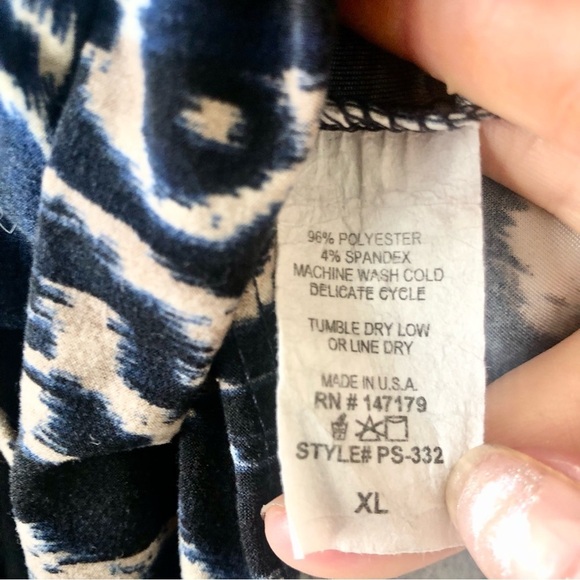 96% POLYESTER
4% SPANDEX
MACHINE WASH COLD
DELICATE CYCLE
TUMBLE DRY LOW
OR LINE DRY
MADE IN U.S.A.
RN # 147179
STYLE# PS-332
XL